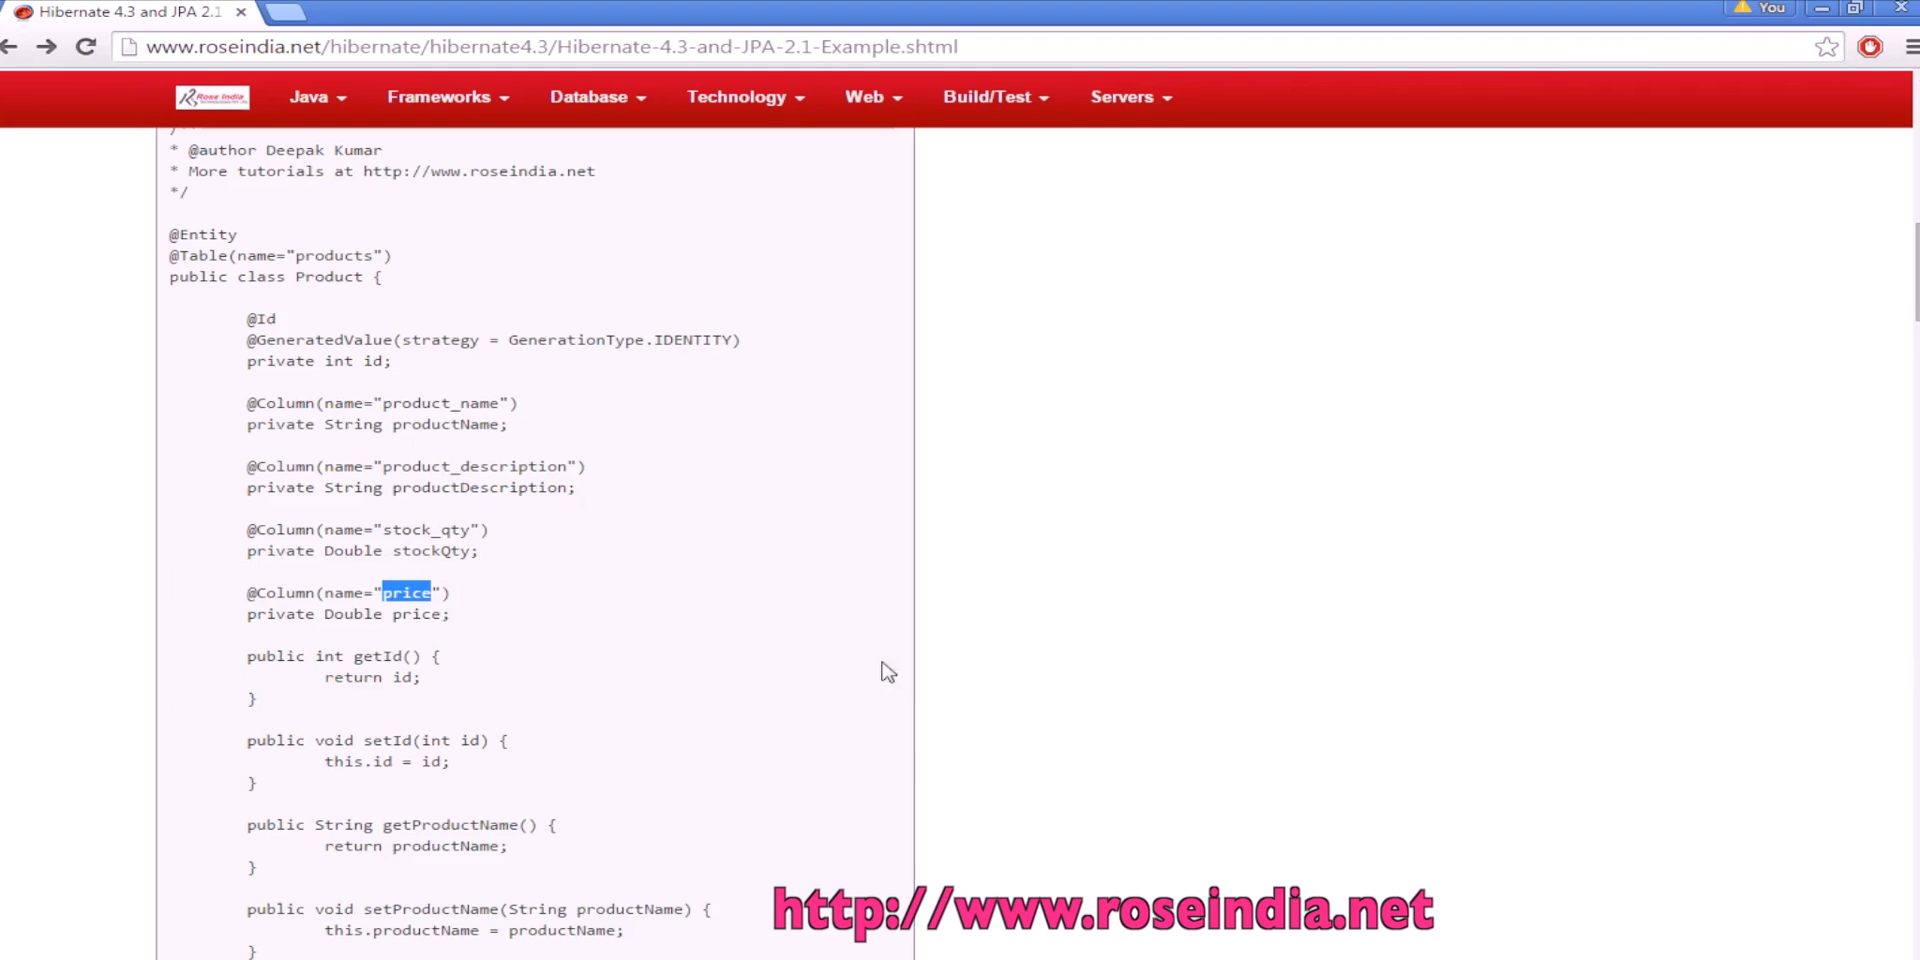 Hibernate 4.3 and JPA 2.1
You
www.roseindia.net/hibernate/hibernate4.3/Hibernate-4.3-and-JPA-2.1-Example.shtml
Rose India Java Frameworks Database Technology Web Build/Test Servers
* @author Deepak Kumar
* More tutorials at http://www.roseindia.net
*/
@Entity
@Table(name="products")
public class Product {
@Id
@GeneratedValue(strategy = GenerationType.IDENTITY)
private int id;
@Column(name="product_name")
private String productName;
@Column(name="product_description")
private String productDescription;
@Column(name="stock_qty")
private Double stockQty;
@Column(name="price")
private Double price;
public int getId() {
return id;
}
public void setId(int id) {
this.id = id;
}
public String getProductName() {
return productName;
}
public void setProductName(String productName) {
this.productName = productName;
}
http://www.roseindia.net